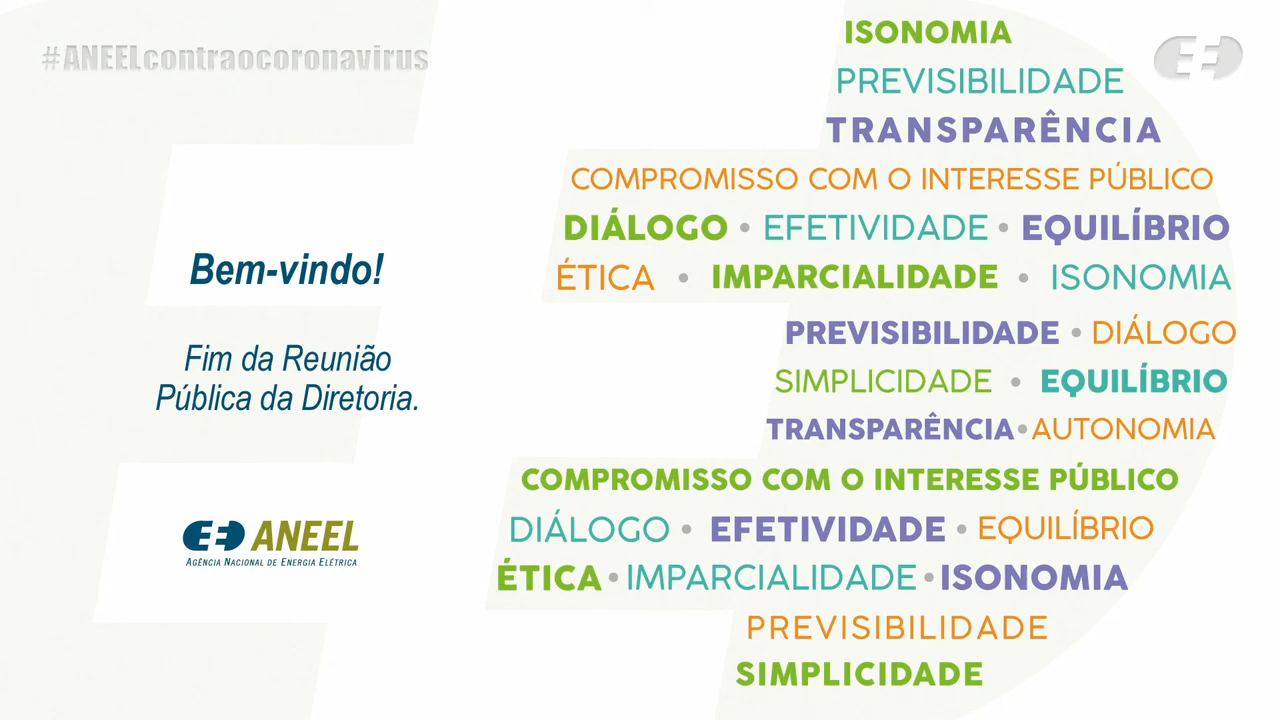 #ANEELcontraocoronavirus
Bem-vindo!
Fim da Reunião
Pública da Diretoria.
ANEEL
AGÊNCIA NACIONAL DE ENERGIA ELÉTRICA
ISONOMIA
PREVISIBILIDADE
TRANSPARÊNCIA
COMPROMISSO COM O INTERESSE PÚBLICO
DIÁLOGO • EFETIVIDADE • EQUILÍBRIO
ÉTICA • IMPARCIALIDADE • ISONOMIA
PREVISIBILIDADE • DIÁLOGO
SIMPLICIDADE • EQUILÍBRIO
TRANSPARÊNCIA • AUTONOMIA
COMPROMISSO COM O INTERESSE PÚBLICO
DIÁLOGO • EFETIVIDADE • EQUILÍBRIO
ÉTICA • IMPARCIALIDADE • ISONOMIA
PREVISIBILIDADE
SIMPLICIDADE